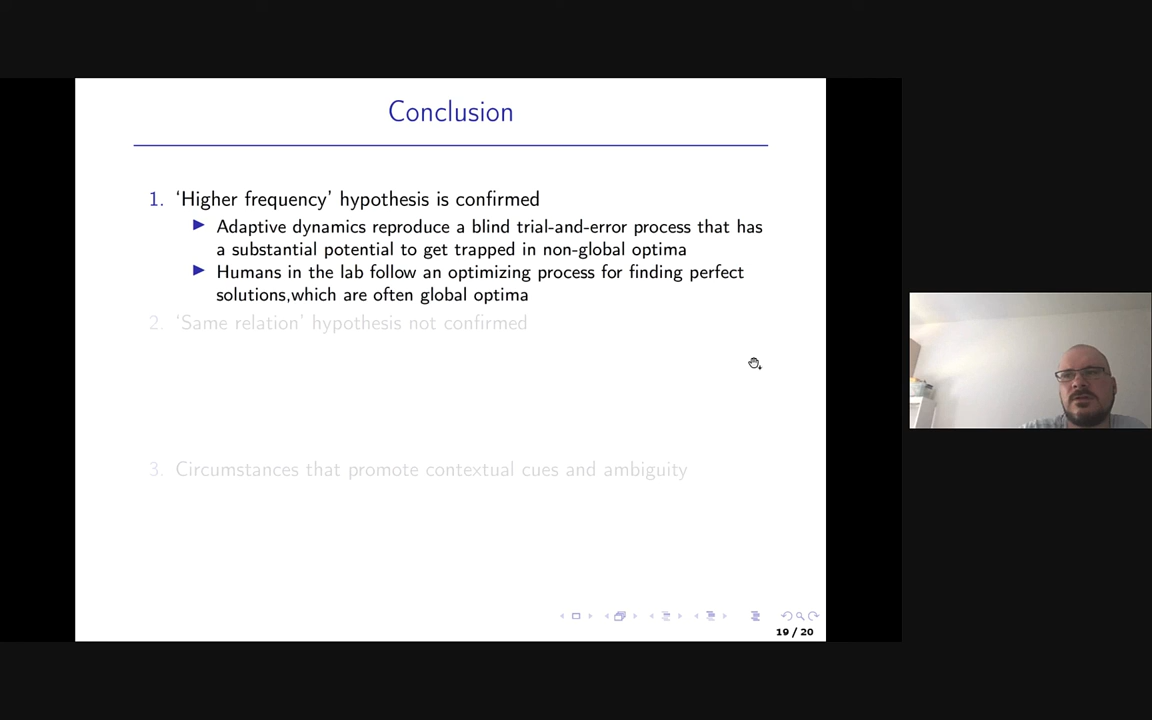 Conclusion
1. ‘Higher frequency’ hypothesis is confirmed
Adaptive dynamics reproduce a blind trial-and-error process that has
a substantial potential to get trapped in non-global optima
Humans in the lab follow an optimizing process for finding perfect
solutions,which are often global optima
2. ‘Same relation’ hypothesis not confirmed
3. Circumstances that promote contextual cues and ambiguity
19 / 20